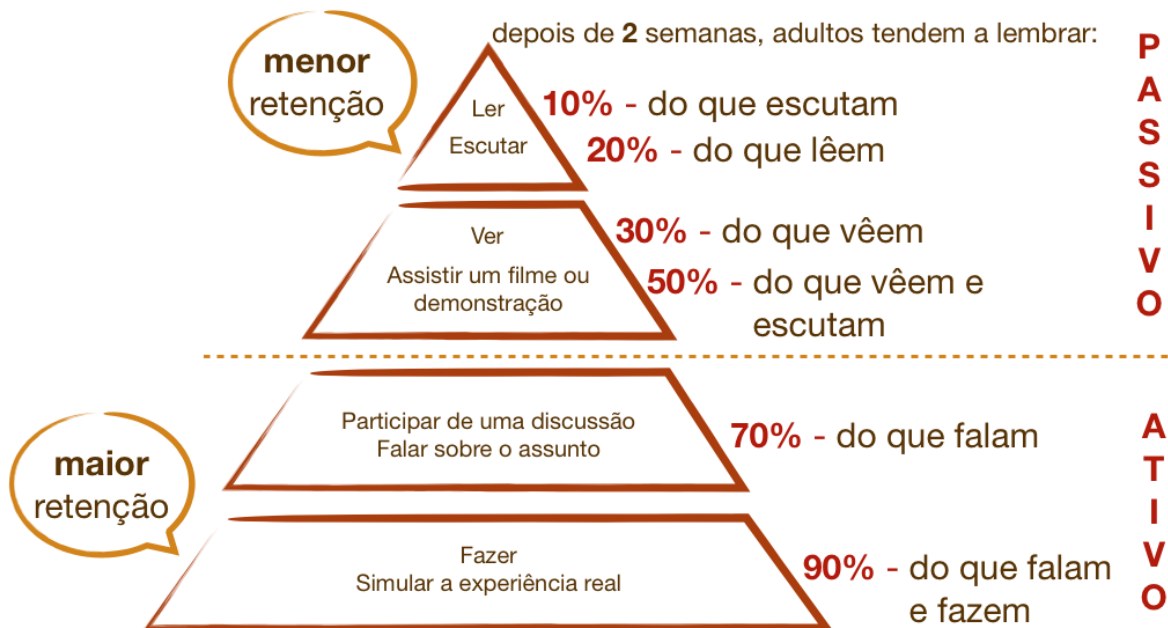 depois de 2 semanas, adultos tendem a lembrar:
menor
retenção
Ler
Escutar
10% - do que escutam
20% - do que lêem
Ver
Assistir um filme ou
demonstração
30% - do que vêem
50% - do que vêem e
escutam
PASSIVO
maior
retenção
Participar de uma discussão
Falar sobre o assunto
70% - do que falam
Fazer
Simular a experiência real
90% - do que falam
e fazem
ATIVO